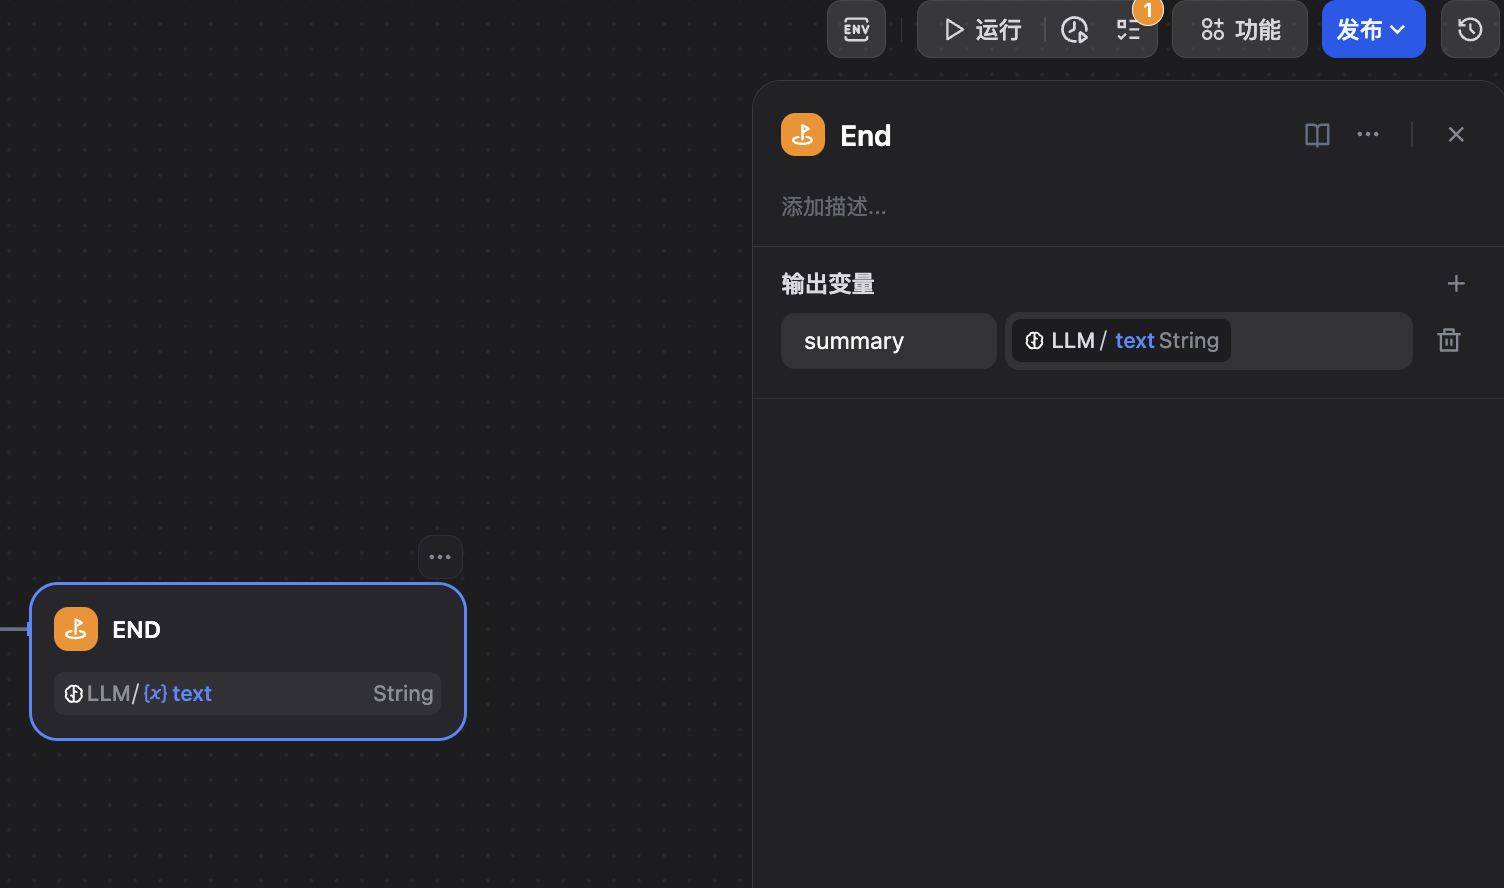 ENV
运行
1
功能
发布
End
添加描述...
输出变量
summary
LLM / text String
END
LLM/{x} text String